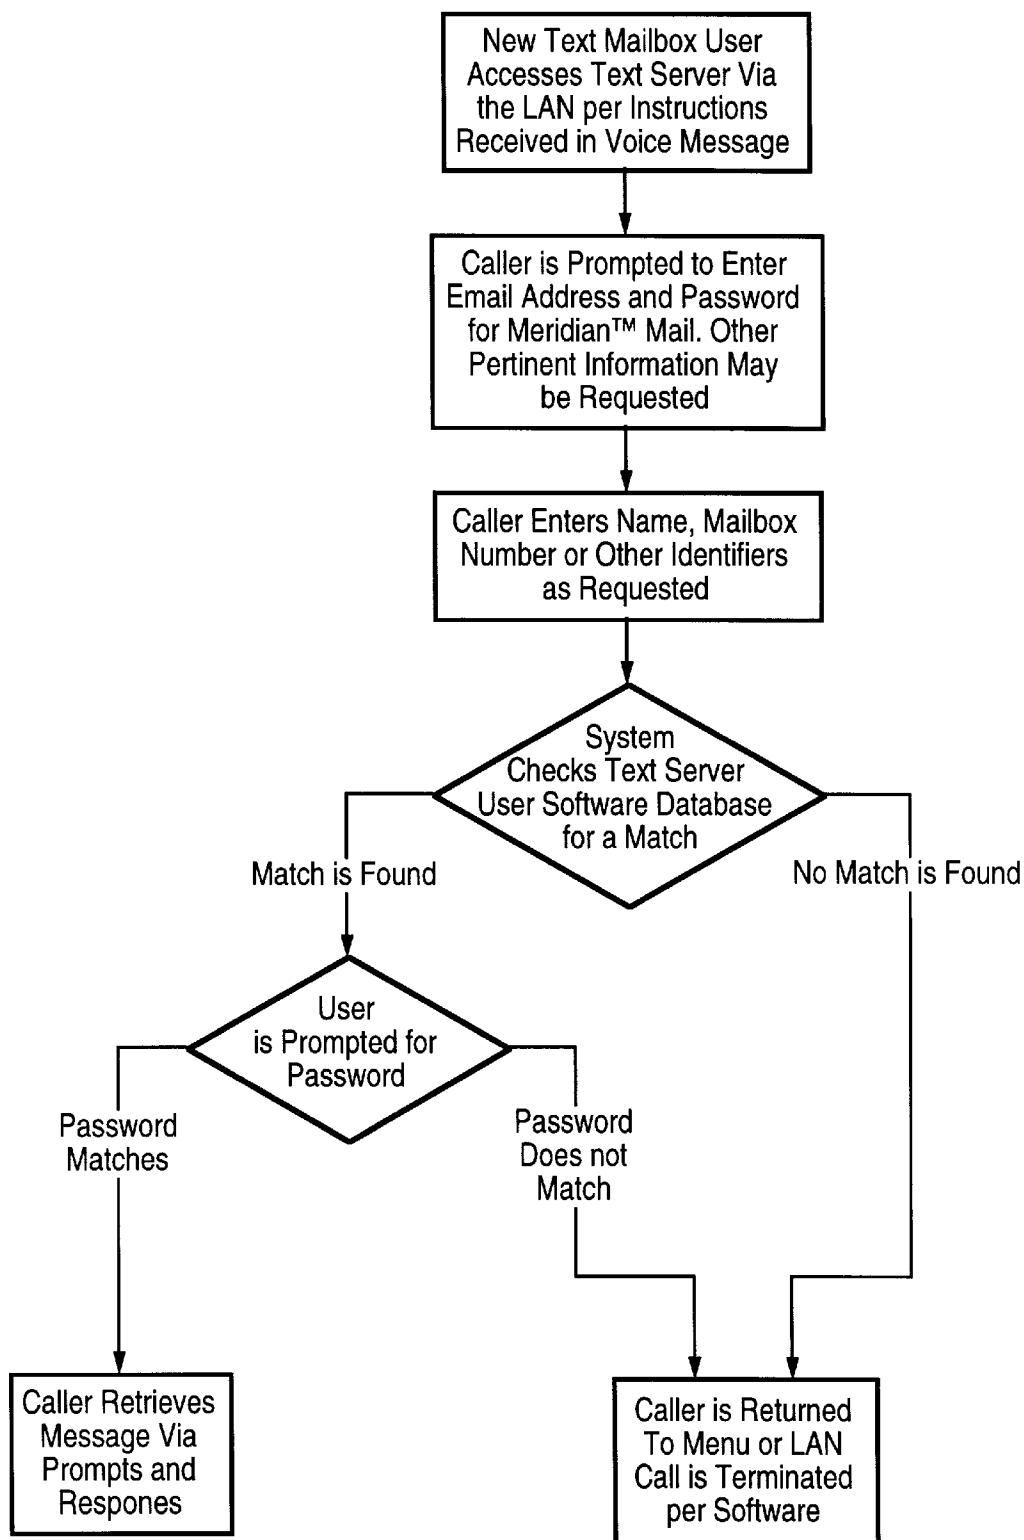 New Text Mailbox User
Accesses Text Server Via
the LAN per Instructions
Received in Voice Message
Caller is Prompted to Enter
Email Address and Password
for Meridian™ Mail. Other
Pertinent Information May
be Requested
Caller Enters Name, Mailbox
Number or Other Identifiers
as Requested
System
Checks Text Server
User Software Database
for a Match
Match is Found
No Match is Found
User
is Prompted for
Password
Password
Matches
Password
Does not
Match
Caller Retrieves
Message Via
Prompts and
Respones
Caller is Returned
To Menu or LAN
Call is Terminated
per Software